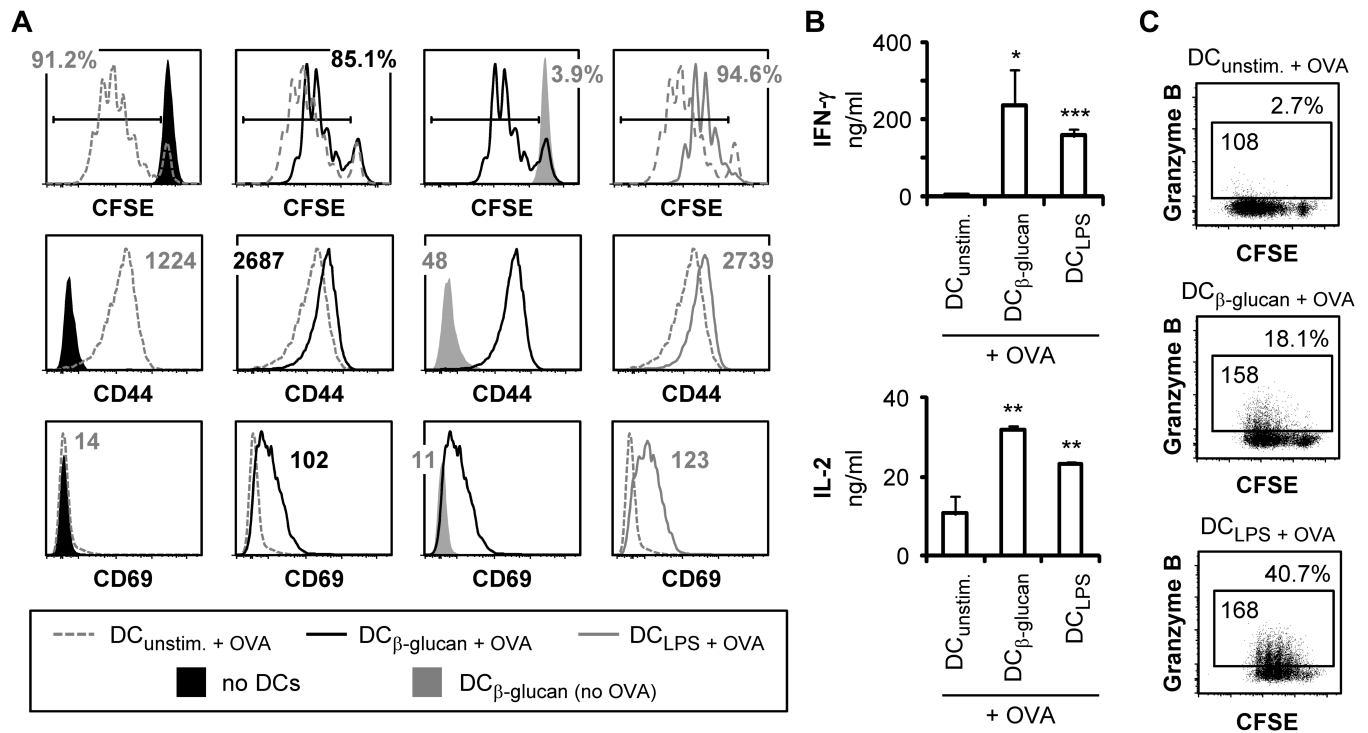 A
91.2%
85.1%
3.9%
94.6%
CFSE
CFSE
CFSE
CFSE
1224
2687
48
2739
CD44
CD44
CD44
CD44
14
102
11
123
CD69
CD69
CD69
CD69
DCunstim. + OVA
DCβ-glucan + OVA
DCLPS + OVA
no DCs
DCβ-glucan (no OVA)
B
IFN-γ
ng/ml
400
200
0
*
***
DCunstim.
DCβ-glucan
DCLPS
+ OVA
IL-2
ng/ml
40
20
0
**
**
DCunstim.
DCβ-glucan
DCLPS
+ OVA
C
DCunstim. + OVA
2.7%
108
Granzyme B
CFSE
DCβ-glucan + OVA
18.1%
158
Granzyme B
CFSE
DCLPS + OVA
40.7%
168
Granzyme B
CFSE